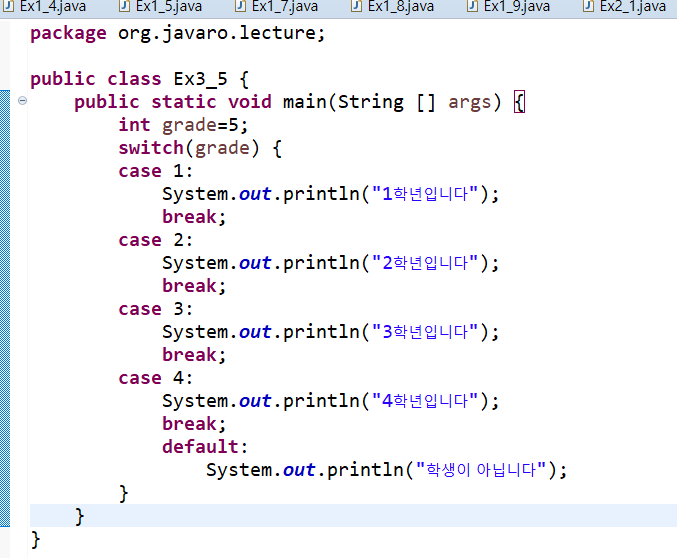 Ex1_4.java Ex1_5.java Ex1_7.java Ex1_8.java Ex1_9.java Ex2_1.java
package org.javaro.lecture;
public class Ex3_5 {
public static void main(String [] args) {
int grade=5;
switch(grade) {
case 1:
System.out.println("1학년입니다");
break;
case 2:
System.out.println("2학년입니다");
break;
case 3:
System.out.println("3학년입니다");
break;
case 4:
System.out.println("4학년입니다");
break;
default:
System.out.println("학생이 아닙니다");
}
}
}